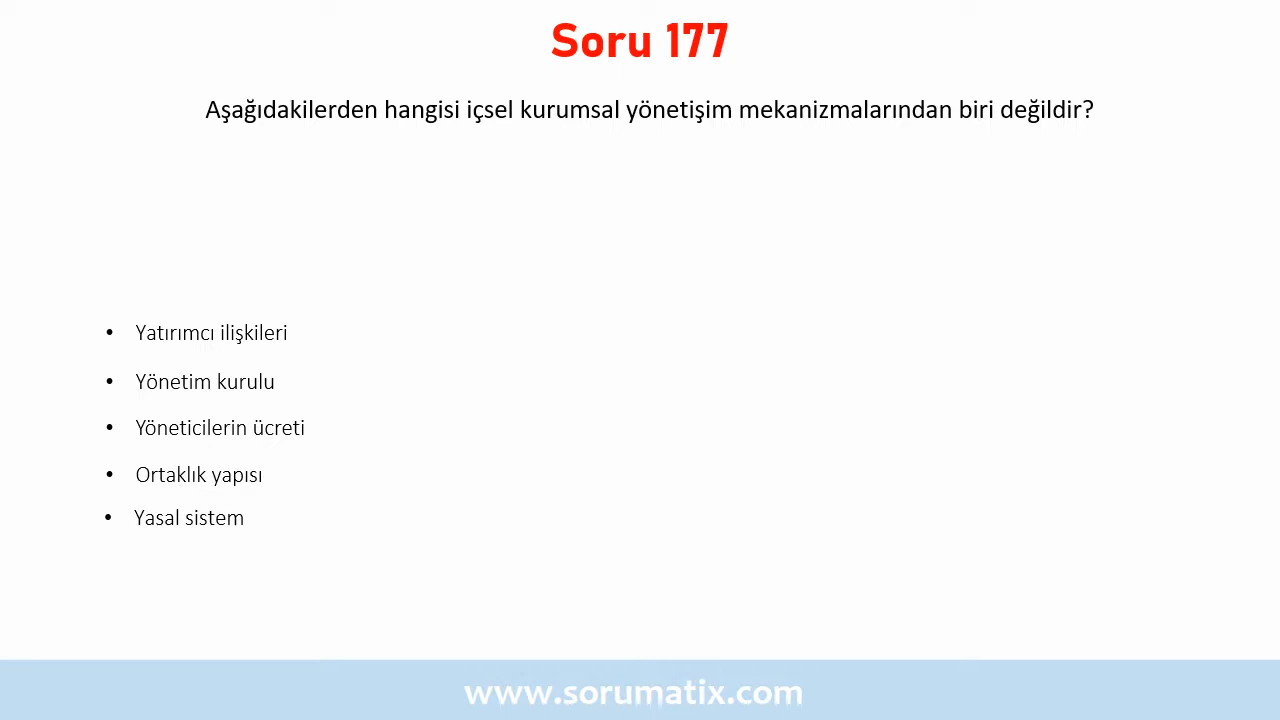 Soru 177
Aşağıdakilerden hangisi içsel kurumsal yönetişim mekanizmalarından biri değildir?
• Yatırımcı ilişkileri
• Yönetim kurulu
• Yöneticilerin ücreti
• Ortaklık yapısı
• Yasal sistem
www.sorumatix.com